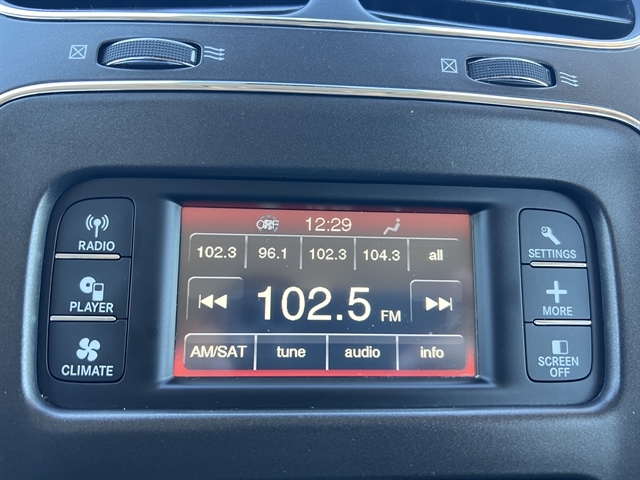 12:29
102.3 96.1 102.3 104.3 all
102.5 FM
AM/SAT tune audio info
RADIO
PLAYER
CLIMATE
SETTINGS
MORE
SCREEN
OFF